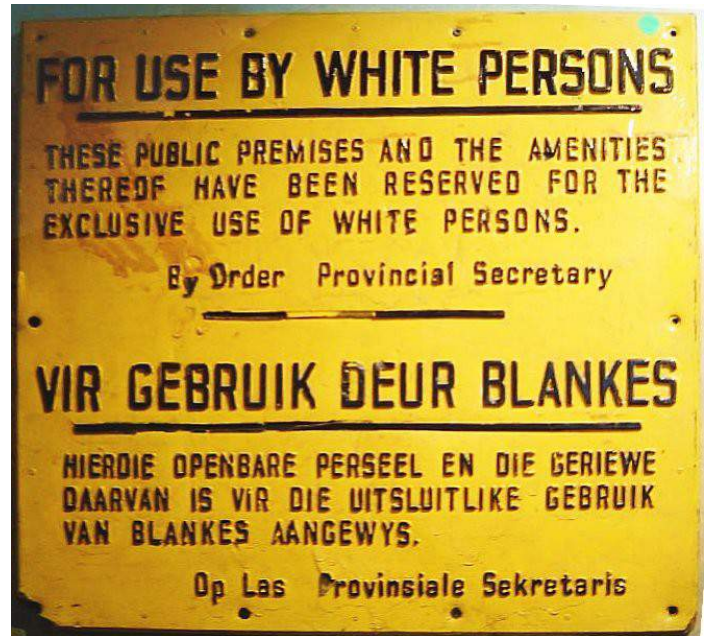 FOR USE BY WHITE PERSONS
THESE PUBLIC PREMISES AND THE AMENITIES
THEREOF HAVE BEEN RESERVED FOR THE
EXCLUSIVE USE OF WHITE PERSONS.
By Order Provincial Secretary
VIR GEBRUIK DEUR BLANKES
HIERDIE OPENBARE PERSEEL EN DIE GERIEWE
DAARVAN IS VIR DIE UITSLUITLIKE GEBRUIK
VAN BLANKES AANGEWYS.
Op Las Provinsiale Sekretaris